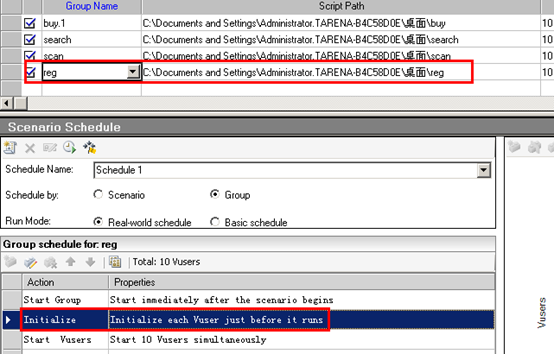 Group Name Script Path
buy.1 C:\Documents and Settings\Administrator.TARENA-B4C58D0E\桌面\buy 10
search C:\Documents and Settings\Administrator.TARENA-B4C58D0E\桌面\search 10
scan C:\Documents and Settings\Administrator.TARENA-B4C58D0E\桌面\scan 10
reg C:\Documents and Settings\Administrator.TARENA-B4C58D0E\桌面\reg 10
Scenario Schedule
Schedule Name: Schedule 1
Schedule by: Scenario Group
Run Mode: Real-world schedule Basic schedule
Group schedule for: reg
Total: 10 Vusers
Action Properties
Start Group Start immediately after the scenario begins
Initialize Initialize each Vuser just before it runs
Start Vusers Start 10 Vusers simultaneously
Vusers